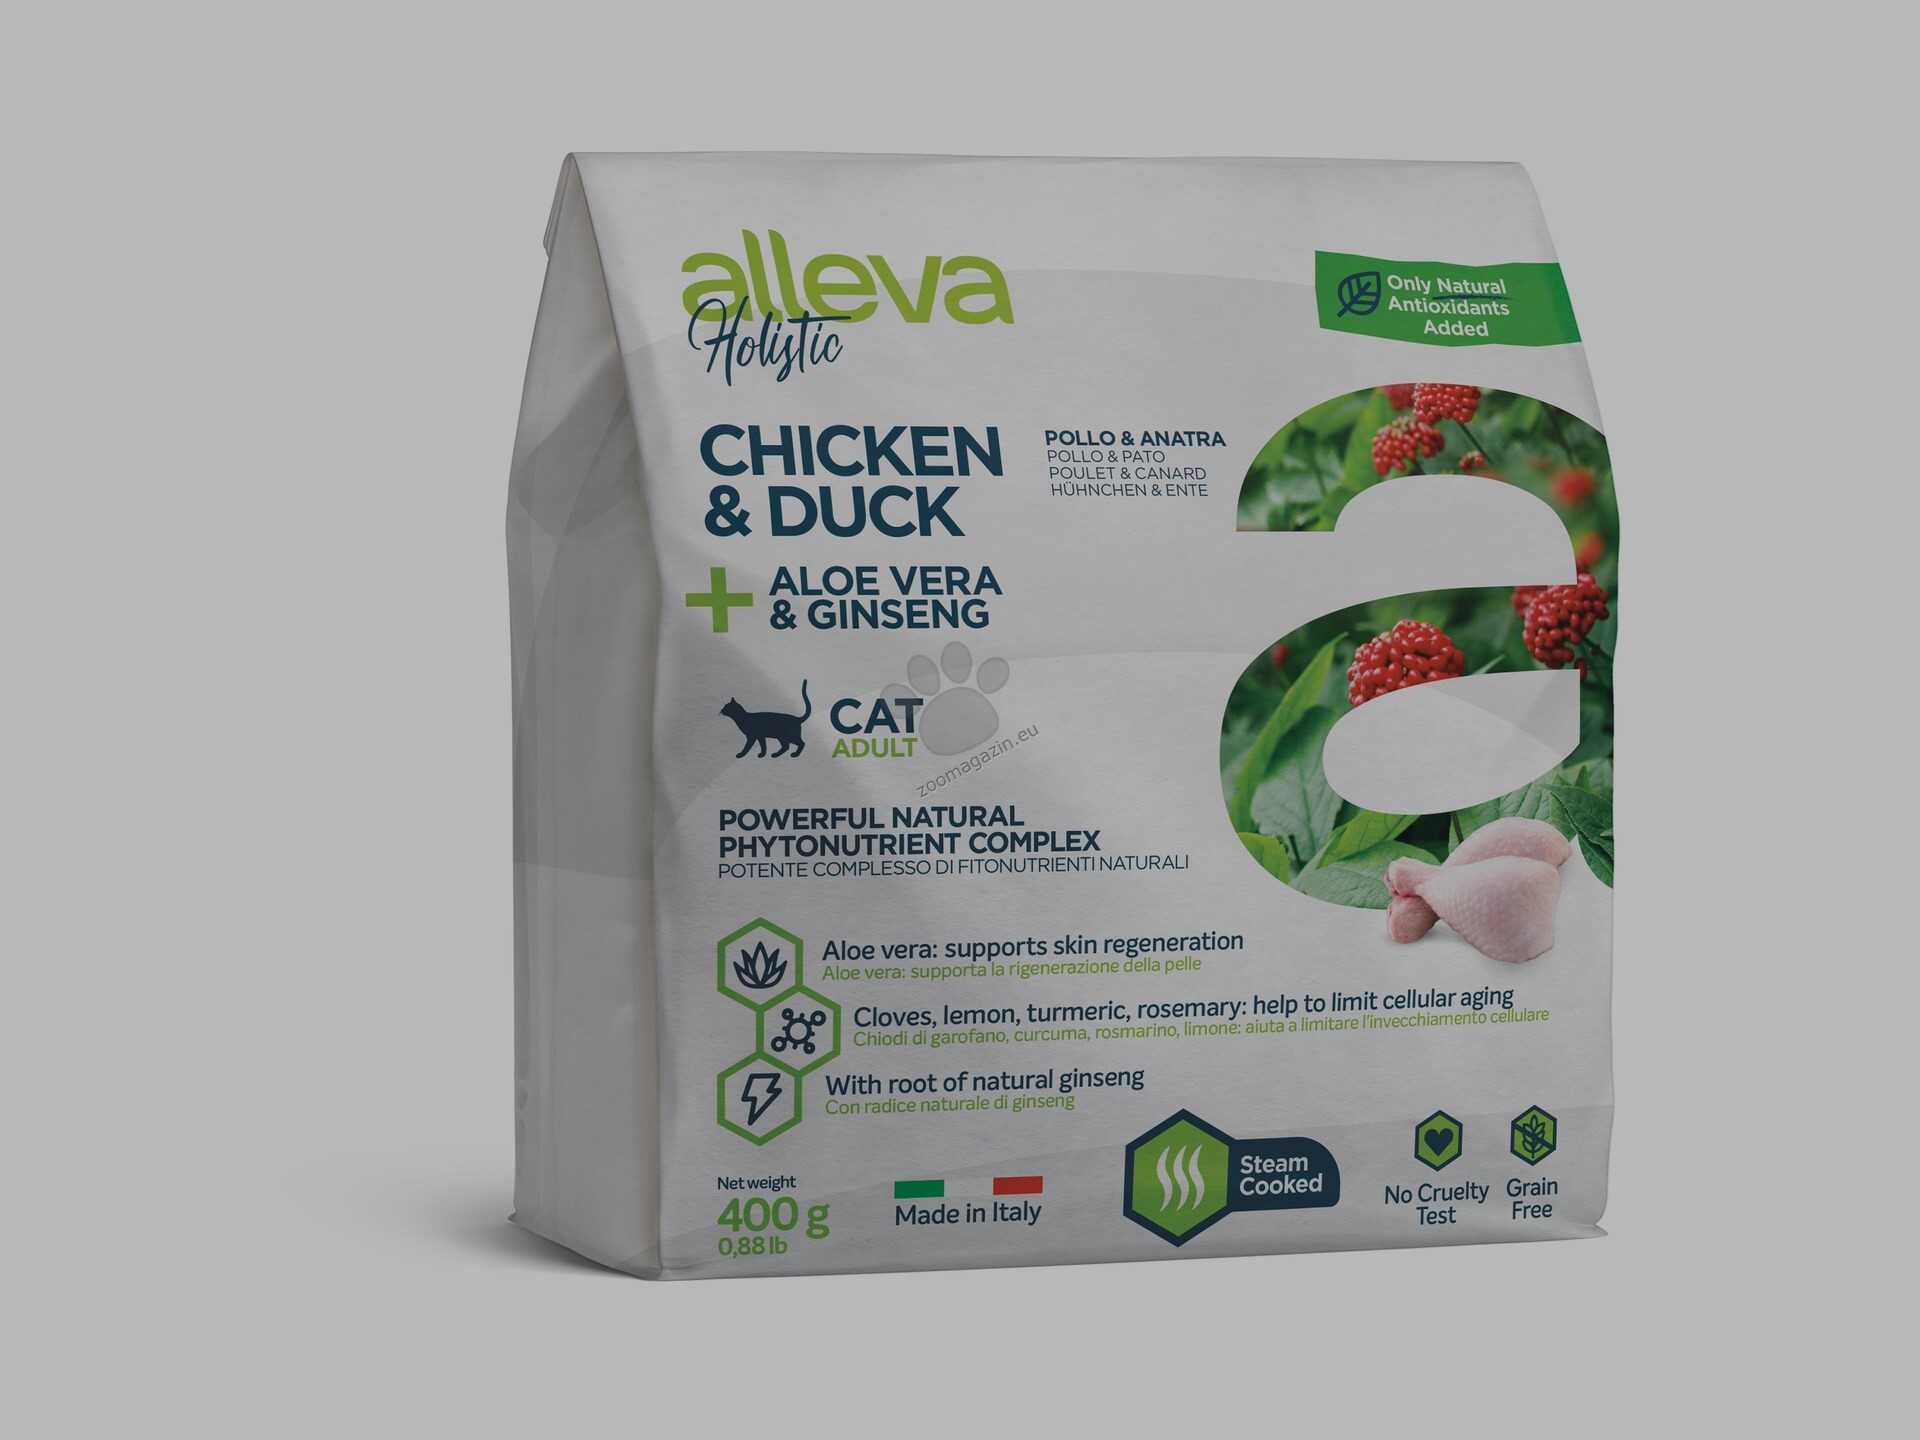 alleva
Holistic
Only Natural
Antioxidants
Added
CHICKEN
& DUCK
POLLO & ANATRA
POLLO & PATO
POULET & CANARD
HÜHNCHEN & ENTE
+ ALOE VERA
& GINSENG
CAT
ADULT
zoomagazin.eu
POWERFUL NATURAL
PHYTONUTRIENT COMPLEX
POTENTE COMPLESSO DI FITONUTRIENTI NATURALI
Aloe vera: supports skin regeneration
Aloe vera: supporta la rigenerazione della pelle
Cloves, lemon, turmeric, rosemary: help to limit cellular aging
Chiodi di garofano, curcuma, rosmarino, limone: aiuta a limitare l'invecchiamento cellulare
With root of natural ginseng
Con radice naturale di ginseng
Net weight
400 g
0,88 lb
Made in Italy
Steam
Cooked
No Cruelty
Test
Grain
Free
a